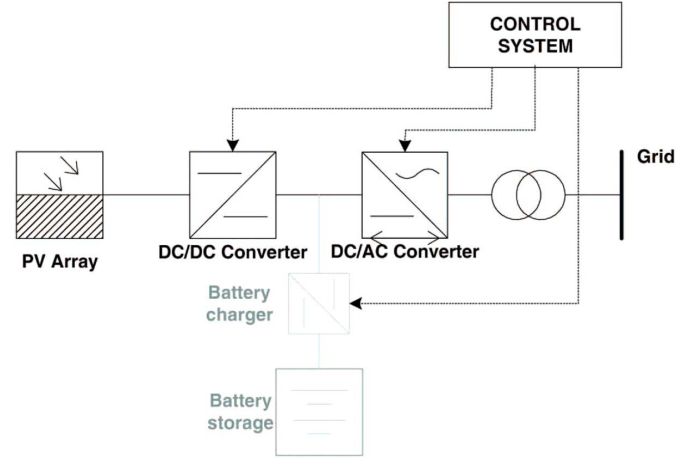 CONTROL
SYSTEM
Grid
PV Array
DC/DC Converter
DC/AC Converter
Battery
charger
Battery
storage